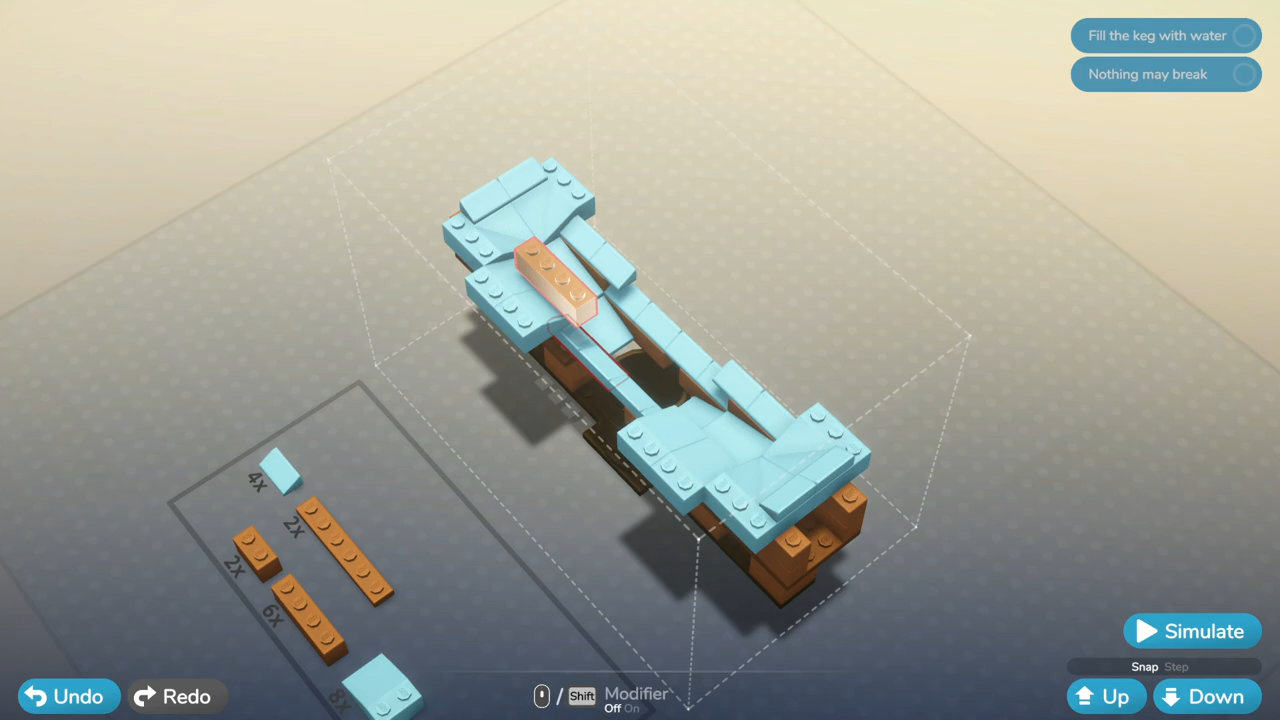 Fill the keg with water
Nothing may break
4X
2X
2X
6X
8X
Simulate
Snap Step
Undo
Redo
/ Shift Modifier
Off On
Up
Down